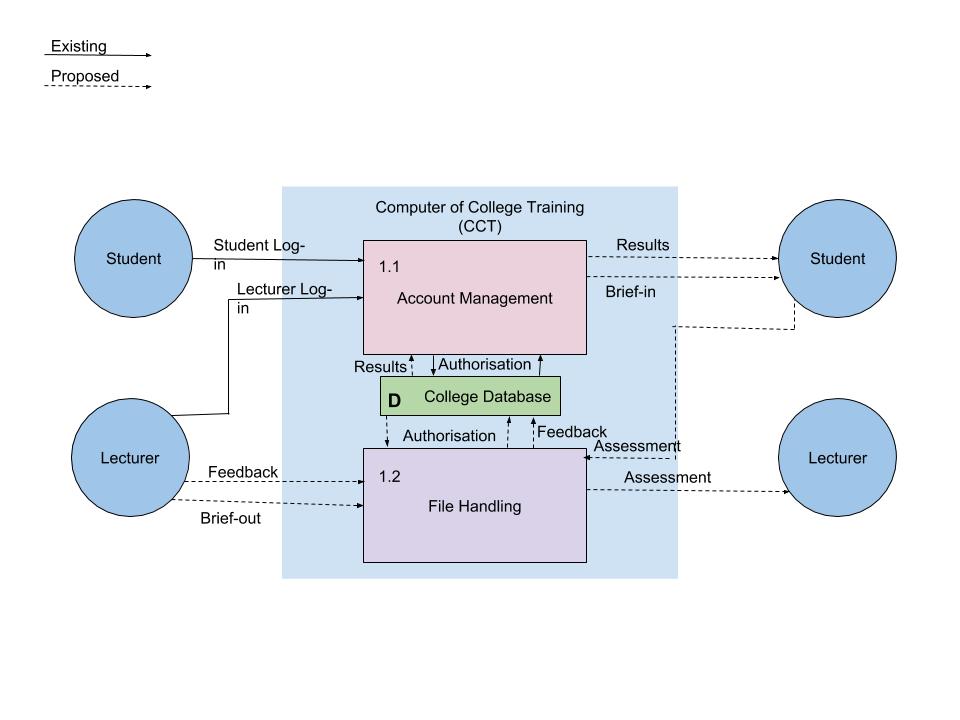 Existing
Proposed
Computer of College Training
(CCT)
Student
Student Log-
in
1.1
Account Management
Lecturer Log-
in
Results
Brief-in
Student
Results
Authorisation
D
College Database
Authorisation
Feedback
Assessment
Lecturer
Feedback
Brief-out
1.2
File Handling
Assessment
Lecturer